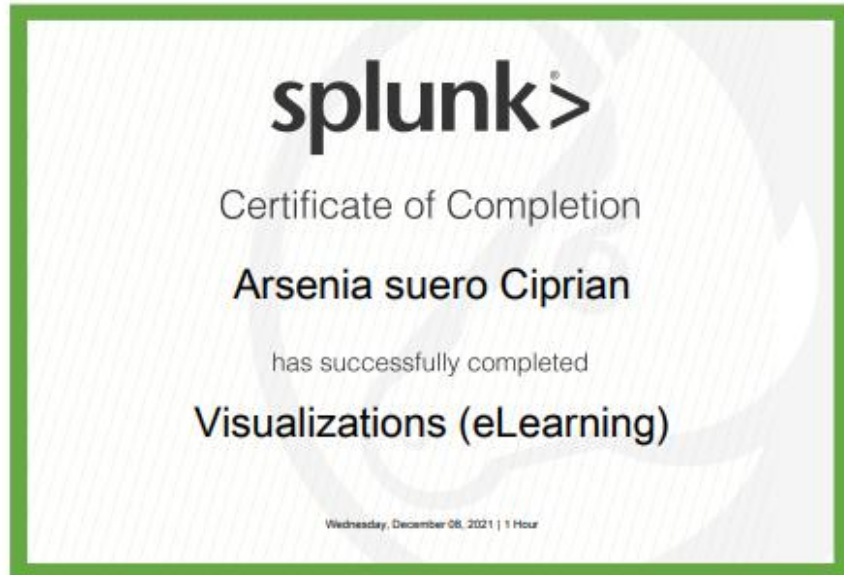 splunk>®
Certificate of Completion
Arsenia suero Ciprian
has successfully completed
Visualizations (eLearning)
Wednesday, December 08, 2021 | 1 Hour